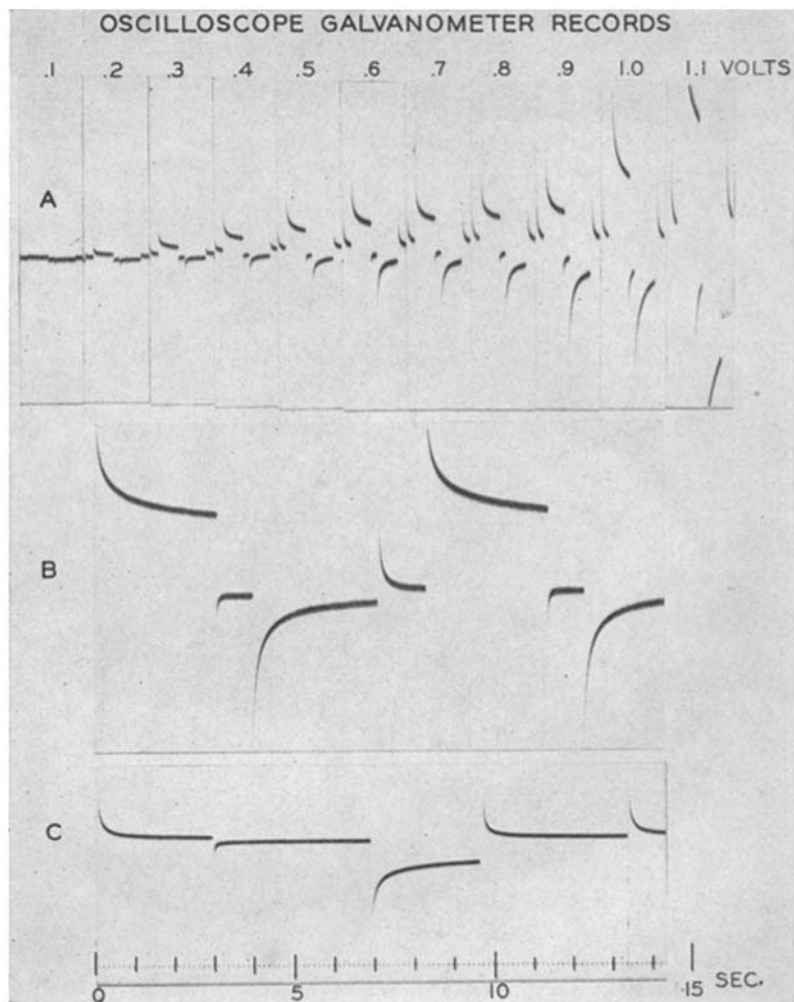 OSCILLOSCOPE GALVANOMETER RECORDS
.1 .2 .3 .4 .5 .6 .7 .8 .9 1.0 1.1 VOLTS
A
B
C
0 5 10 15 SEC.